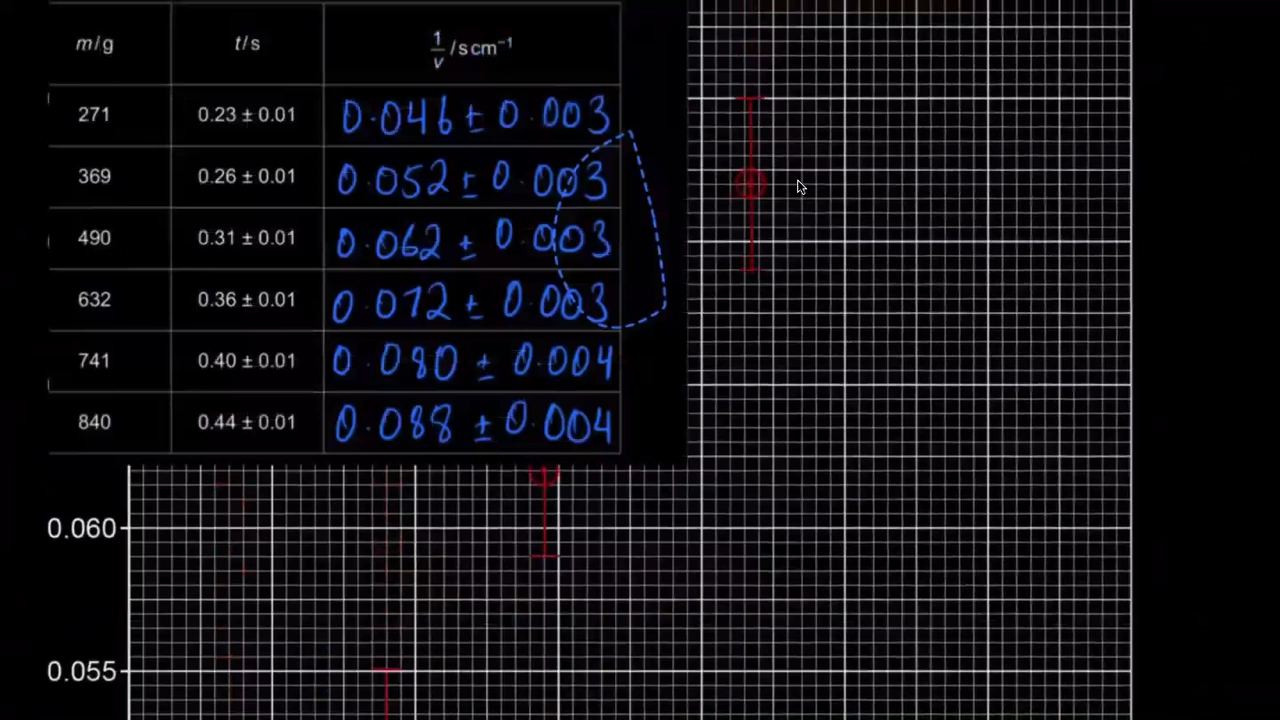 m/g t/s 1/v /s cm⁻¹
271 0.23 ± 0.01 0.046 ± 0.003
369 0.26 ± 0.01 0.052 ± 0.003
490 0.31 ± 0.01 0.062 ± 0.003
632 0.36 ± 0.01 0.072 ± 0.003
741 0.40 ± 0.01 0.080 ± 0.004
840 0.44 ± 0.01 0.088 ± 0.004
0.060
0.055